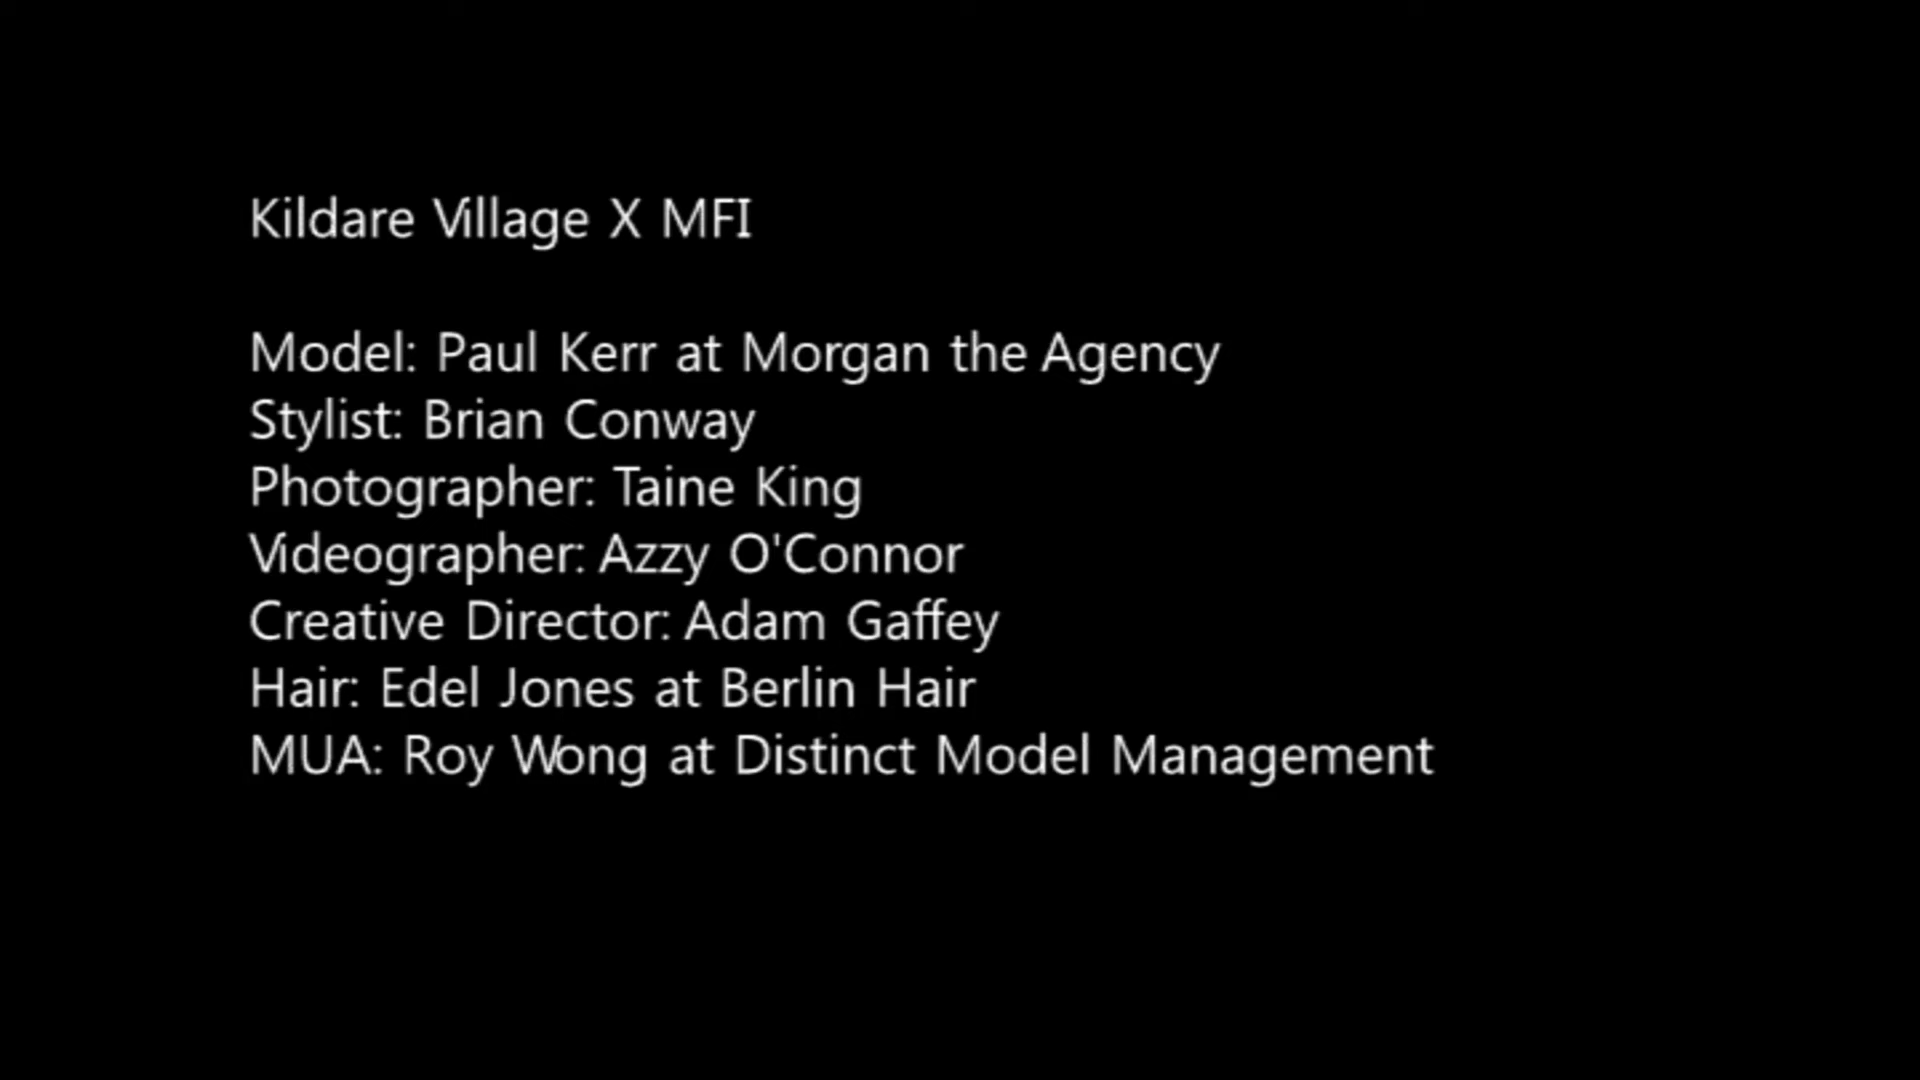 Kildare Village X MFI
Model: Paul Kerr at Morgan the Agency
Stylist: Brian Conway
Photographer: Taine King
Videographer: Azzy O'Connor
Creative Director: Adam Gaffey
Hair: Edel Jones at Berlin Hair
MUA: Roy Wong at Distinct Model Management